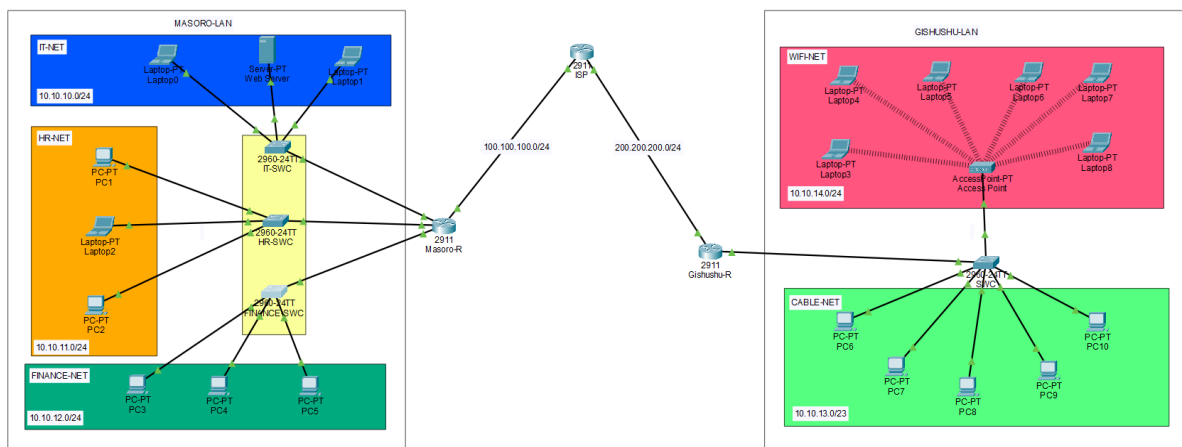 MASORO-LAN
IT-NET
Laptop-PT
Laptop0
Server-PT
Web Server
Laptop-PT
Laptop1
10.10.10.0/24
HR-NET
PC-PT
PC1
Laptop-PT
Laptop2
PC-PT
PC2
10.10.11.0/24
2960-24TT
IT-SWC
2960-24TT
HR-SWC
2960-24TT
FINANCE-SWC
FINANCE-NET
PC-PT
PC3
PC-PT
PC4
PC-PT
PC5
10.10.12.0/24
2911
Masoro-R
100.100.100.0/24
2911
ISP
200.200.200.0/24
2911
Gishushu-R
GISHUSHU-LAN
WIFI-NET
Laptop-PT
Laptop4
Laptop-PT
Laptop5
Laptop-PT
Laptop6
Laptop-PT
Laptop7
Laptop-PT
Laptop3
Laptop-PT
Laptop8
AccessPoint-PT
Access Point
10.10.14.0/24
2960-24TT
SWC
CABLE-NET
PC-PT
PC6
PC-PT
PC7
PC-PT
PC8
PC-PT
PC9
PC-PT
PC10
10.10.13.0/23